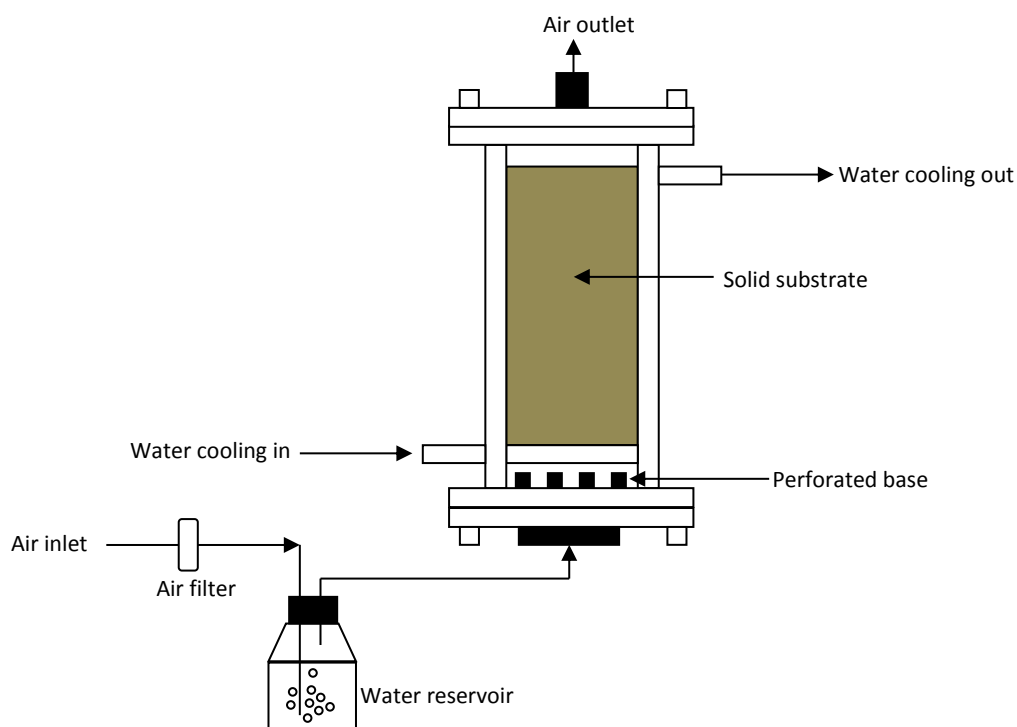 Air outlet
Water cooling out
Solid substrate
Water cooling in
Perforated base
Air inlet
Air filter
Water reservoir